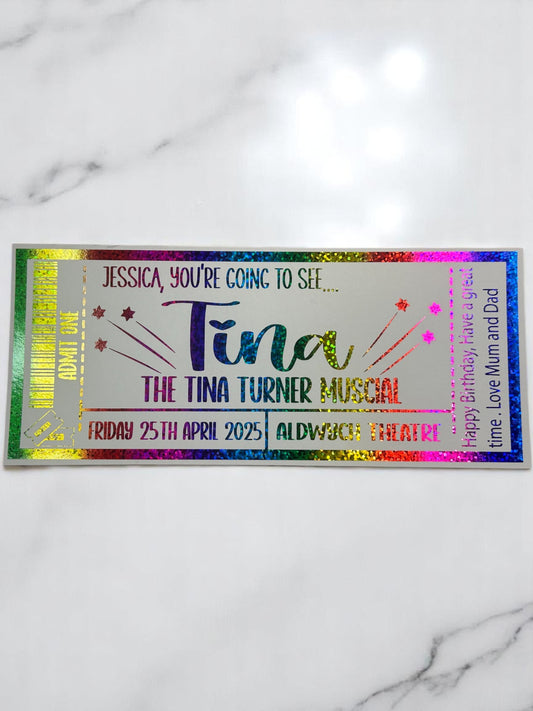 ADMIT ONE
JESSICA, YOU'RE GOING TO SEE....
Tina
THE TINA TURNER MUSCIAL
FRIDAY 25TH APRIL 2025
ALDWYCH THEATRE
Happy Birthday, Have a great
time . Love Mum and Dad